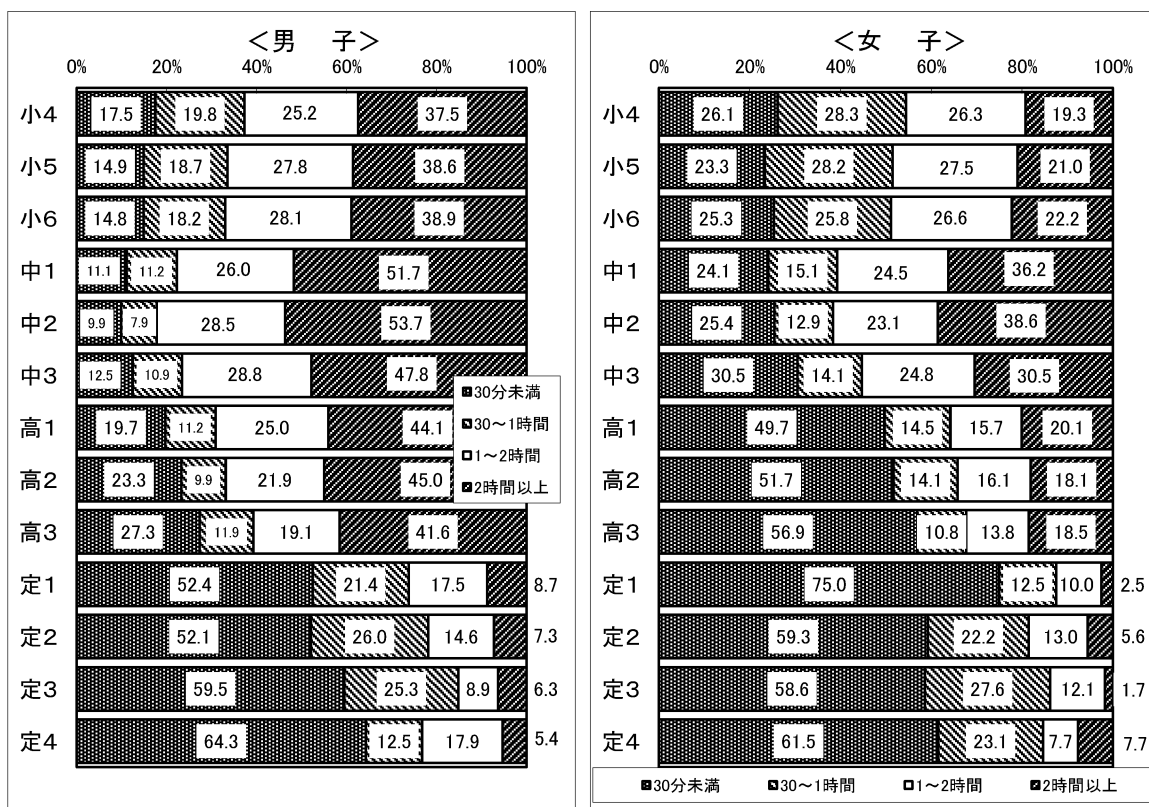 ＜男　子＞
0% 20% 40% 60% 80% 100%
小4 17.5 19.8 25.2 37.5
小5 14.9 18.7 27.8 38.6
小6 14.8 18.2 28.1 38.9
中1 11.1 11.2 26.0 51.7
中2 9.9 7.9 28.5 53.7
中3 12.5 10.9 28.8 47.8
高1 19.7 11.2 25.0 44.1
高2 23.3 9.9 21.9 45.0
高3 27.3 11.9 19.1 41.6
定1 52.4 21.4 17.5 8.7
定2 52.1 26.0 14.6 7.3
定3 59.5 25.3 8.9 6.3
定4 64.3 12.5 17.9 5.4
30分未満
30～1時間
1～2時間
2時間以上
＜女　子＞
0% 20% 40% 60% 80% 100%
小4 26.1 28.3 26.3 19.3
小5 23.3 28.2 27.5 21.0
小6 25.3 25.8 26.6 22.2
中1 24.1 15.1 24.5 36.2
中2 25.4 12.9 23.1 38.6
中3 30.5 14.1 24.8 30.5
高1 49.7 14.5 15.7 20.1
高2 51.7 14.1 16.1 18.1
高3 56.9 10.8 13.8 18.5
定1 75.0 12.5 10.0 2.5
定2 59.3 22.2 13.0 5.6
定3 58.6 27.6 12.1 1.7
定4 61.5 23.1 7.7 7.7
30分未満 30～1時間 1～2時間 2時間以上